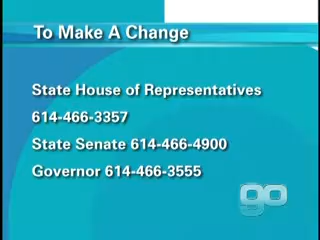 To Make A Change
State House of Representatives
614-466-3357
State Senate 614-466-4900
Governor 614-466-3555
go